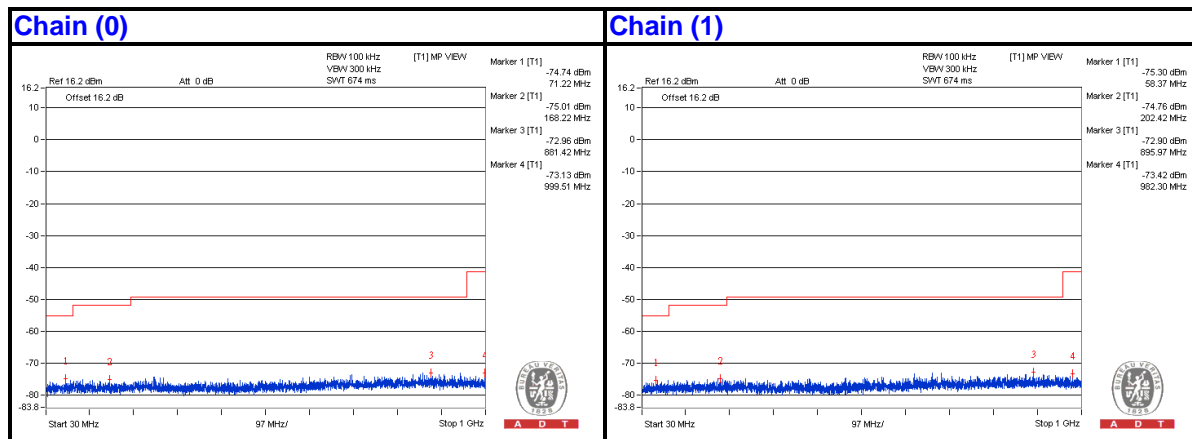 Chain (0)
RBW 100 kHz [T1] MP VIEW
VBW 300 kHz
Ref 16.2 dBm Att 0 dB SWT 674 ms
Offset 16.2 dB
16.2
10
0
-10
-20
-30
-40
-50
-60
-70
-80
-83.8
1 2 3 4
Start 30 MHz 97 MHz/ Stop 1 GHz
Marker 1 [T1]
-74.74 dBm
71.22 MHz
Marker 2 [T1]
-75.01 dBm
168.22 MHz
Marker 3 [T1]
-72.96 dBm
881.42 MHz
Marker 4 [T1]
-73.13 dBm
999.51 MHz
BUREAU VERITAS
1828
A D T
Chain (1)
RBW 100 kHz [T1] MP VIEW
VBW 300 kHz
Ref 16.2 dBm Att 0 dB SWT 674 ms
Offset 16.2 dB
16.2
10
0
-10
-20
-30
-40
-50
-60
-70
-80
-83.8
1 2 3 4
Start 30 MHz 97 MHz/ Stop 1 GHz
Marker 1 [T1]
-75.30 dBm
58.37 MHz
Marker 2 [T1]
-74.76 dBm
202.42 MHz
Marker 3 [T1]
-72.90 dBm
895.97 MHz
Marker 4 [T1]
-73.42 dBm
982.30 MHz
BUREAU VERITAS
1828
A D T